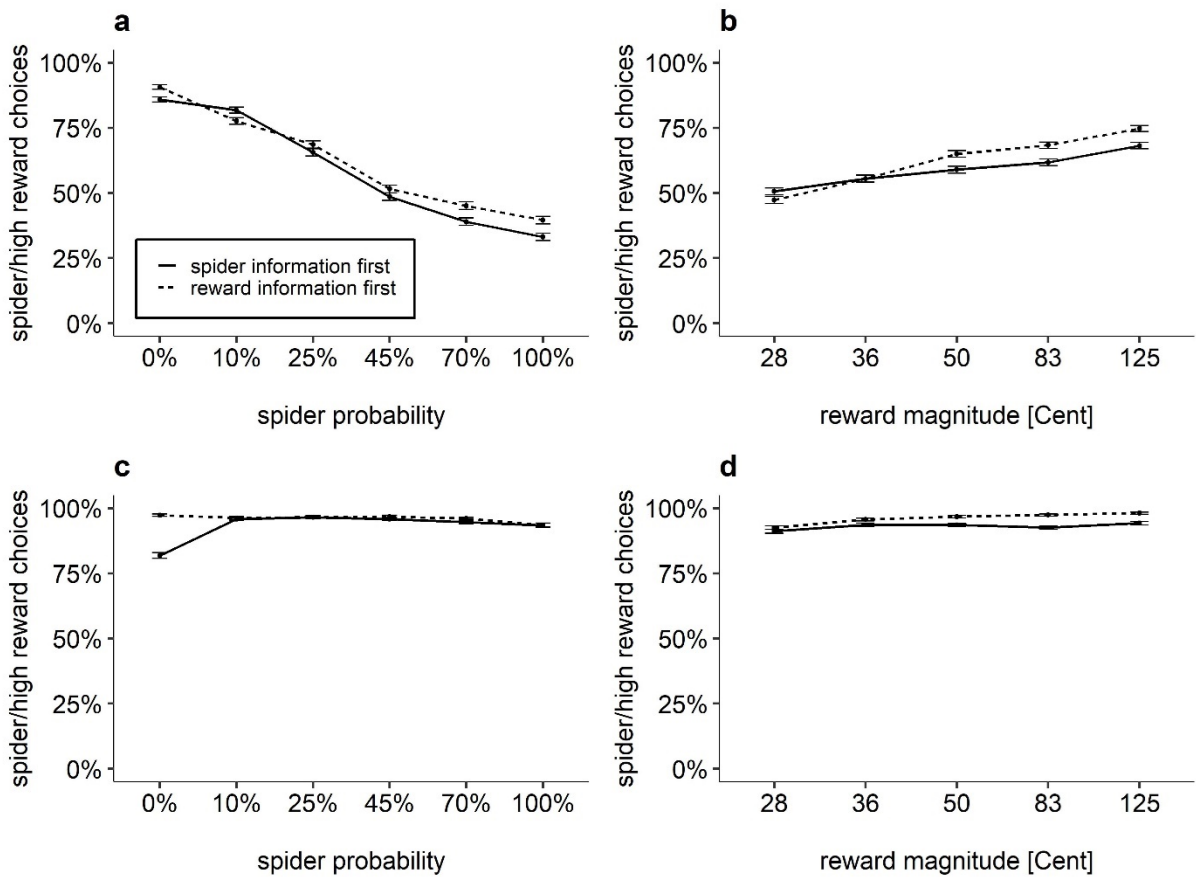 a
100%
75%
50%
25%
0%
spider/high reward choices
spider information first
reward information first
0% 10% 25% 45% 70% 100%
spider probability
b
100%
75%
50%
25%
0%
spider/high reward choices
28 36 50 83 125
reward magnitude [Cent]
c
100%
75%
50%
25%
0%
spider/high reward choices
0% 10% 25% 45% 70% 100%
spider probability
d
100%
75%
50%
25%
0%
spider/high reward choices
28 36 50 83 125
reward magnitude [Cent]